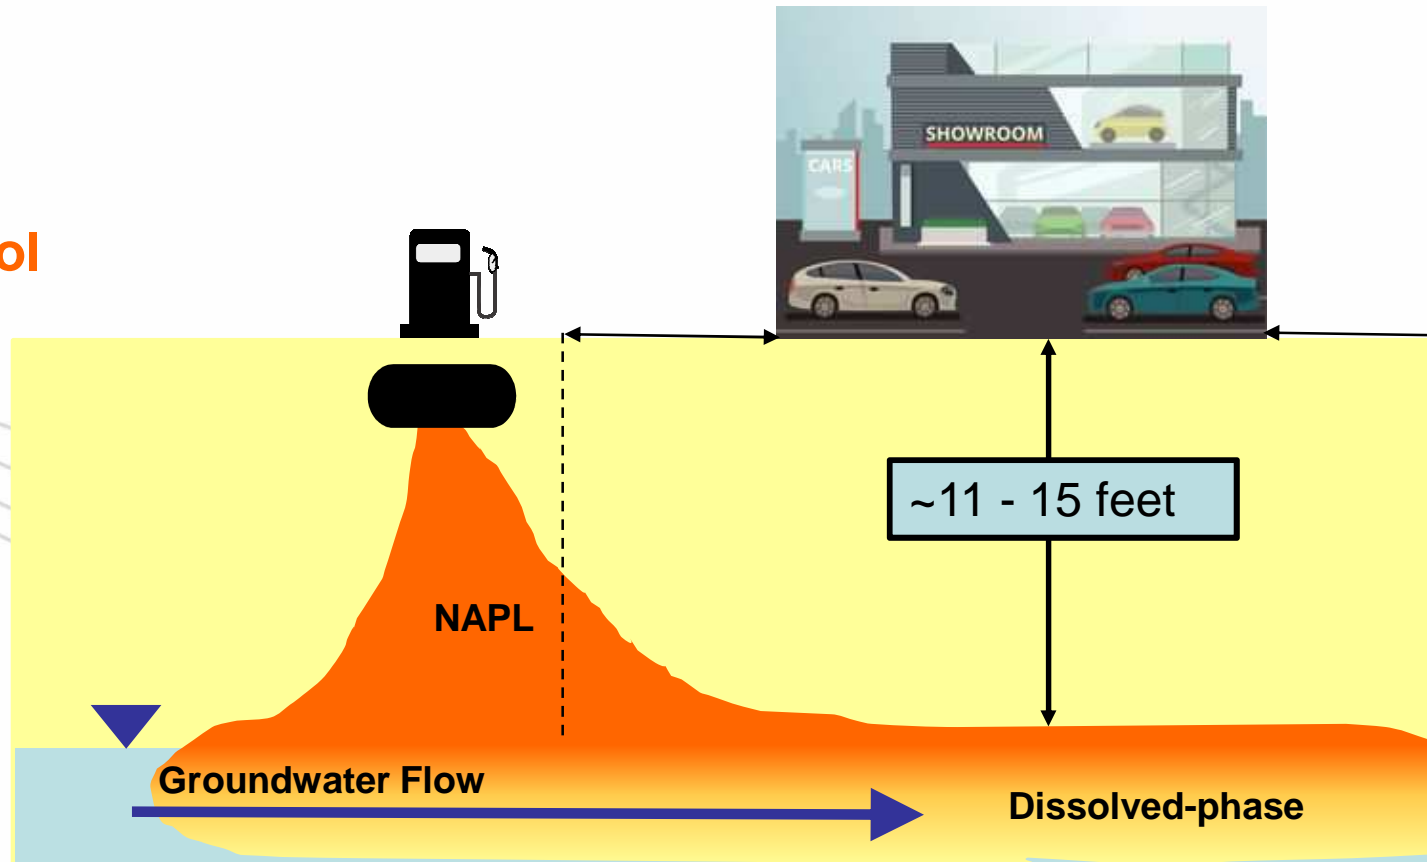 SHOWROOM
CARS
ol
~11 - 15 feet
NAPL
Groundwater Flow
Dissolved-phase